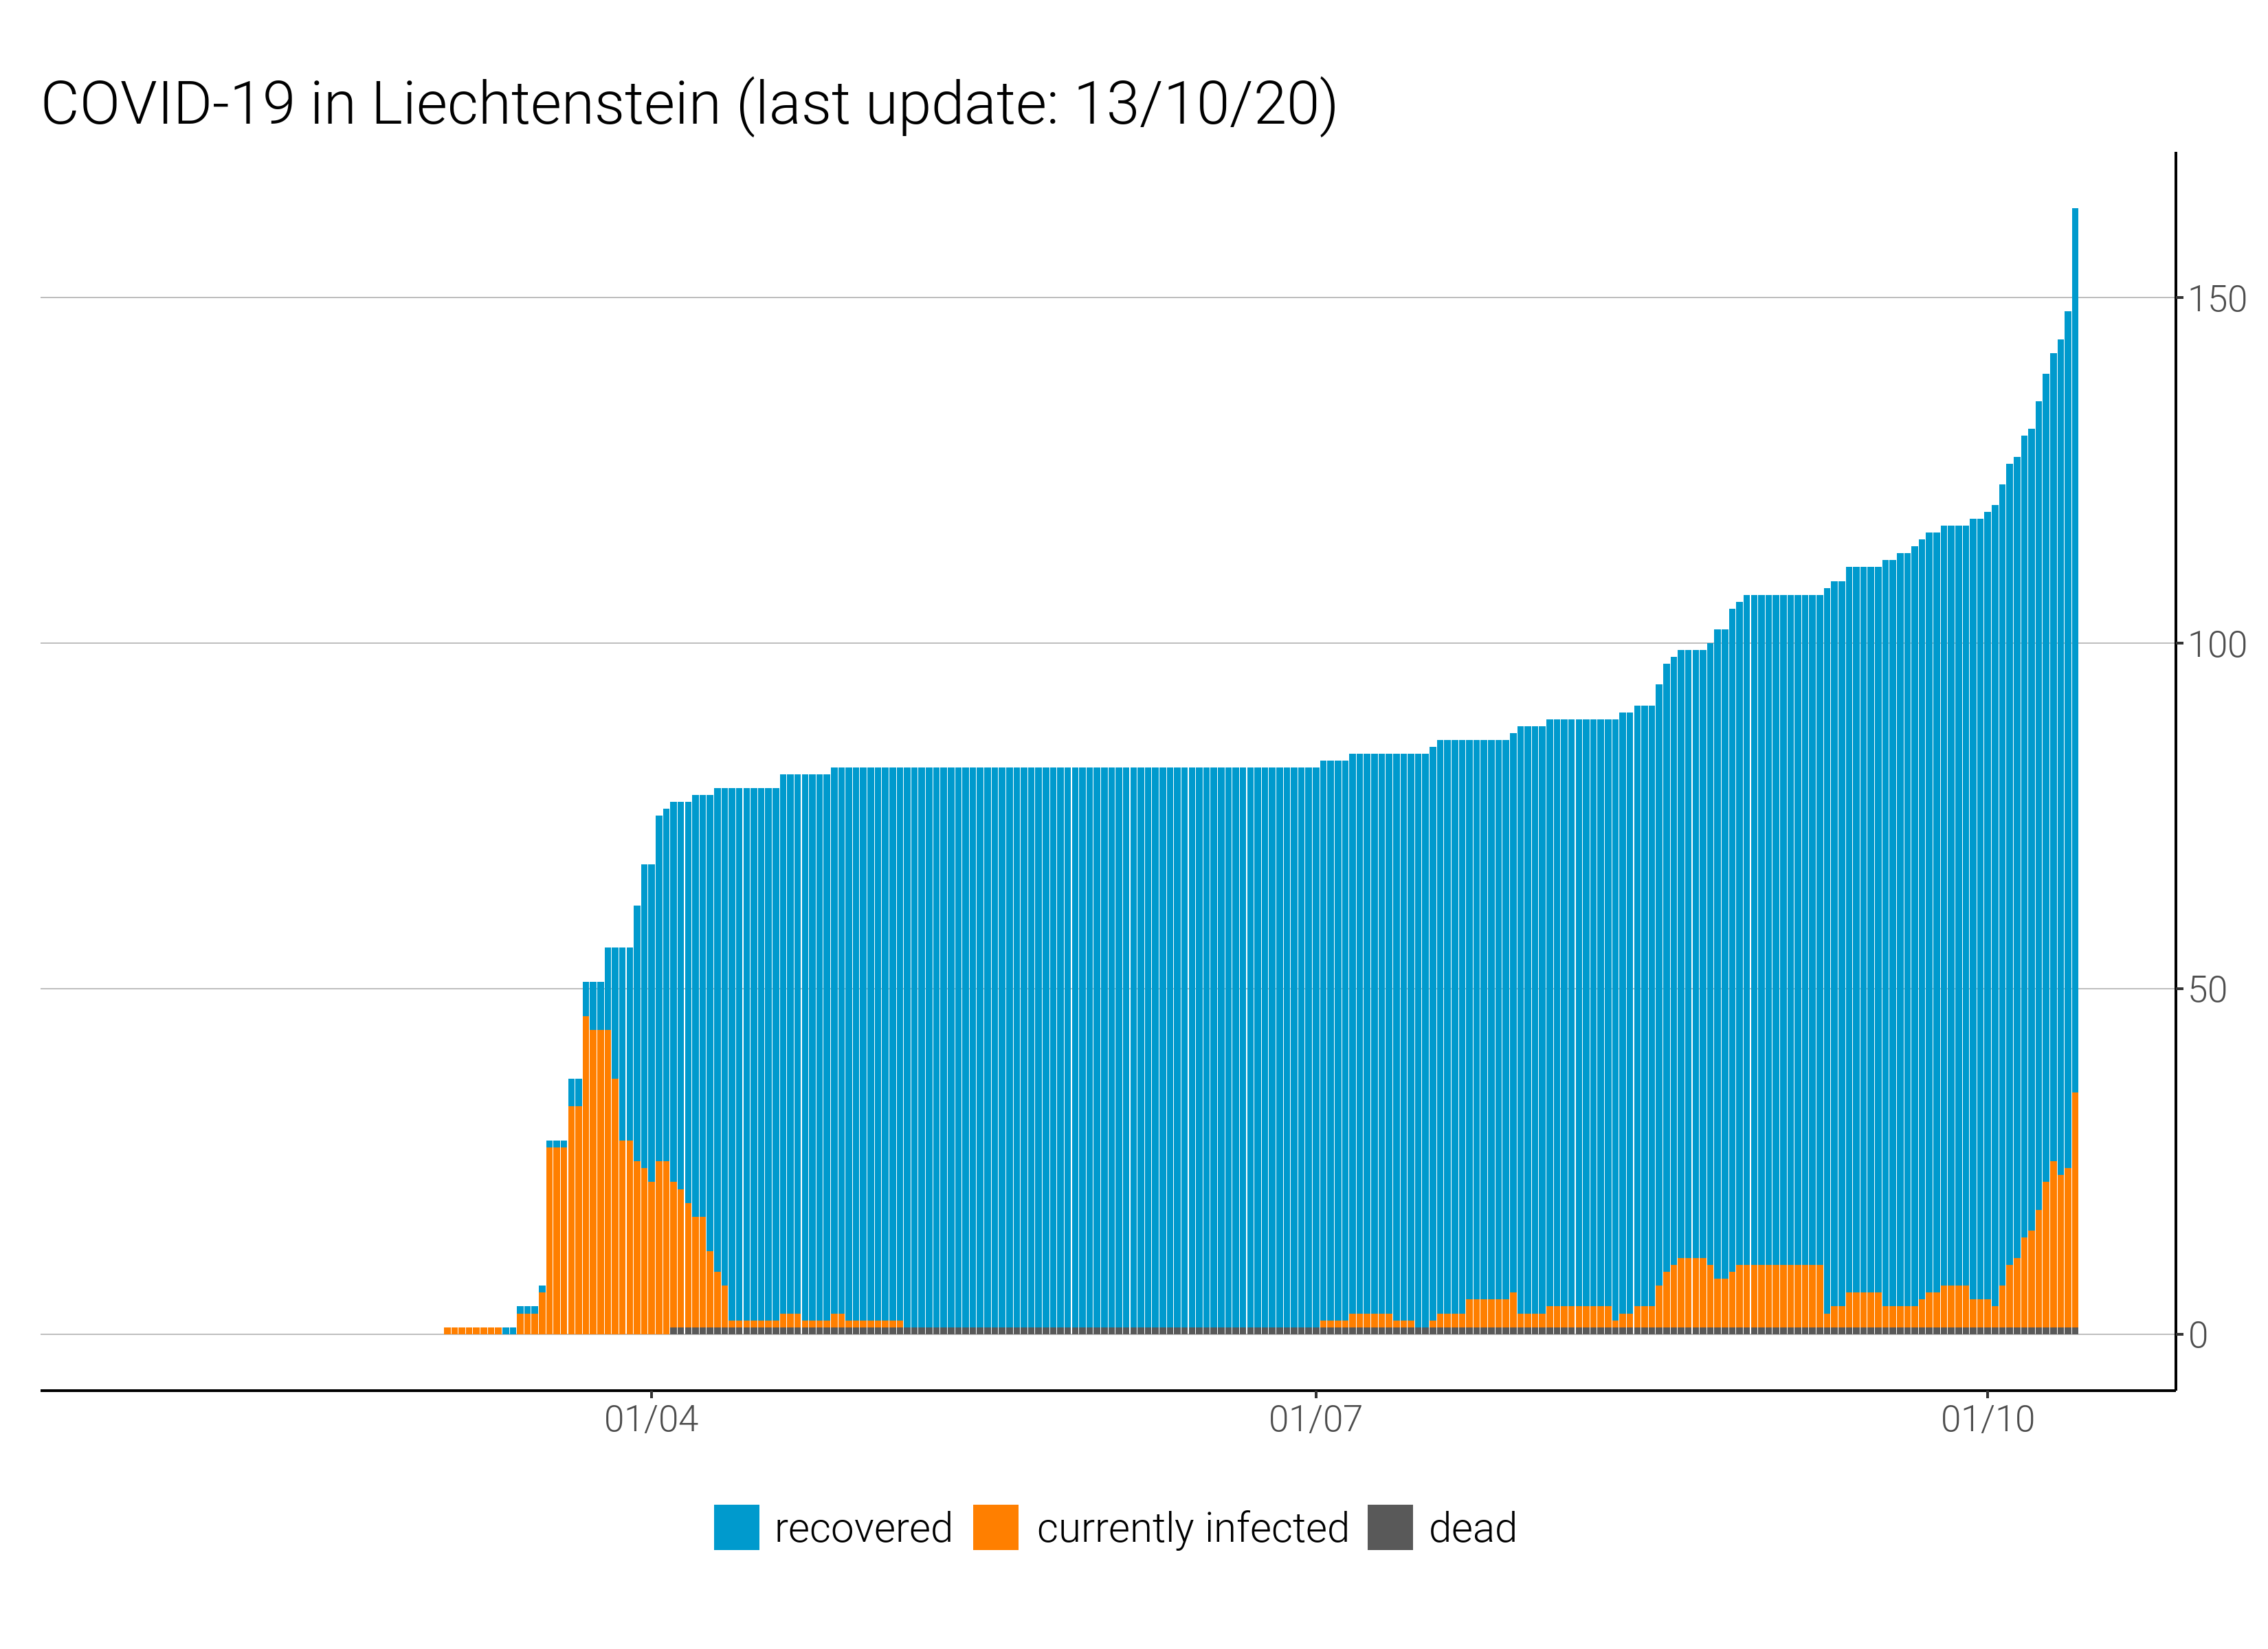 COVID-19 in Liechtenstein (last update: 13/10/20)
150
100
50
0
01/04 01/07 01/10
recovered currently infected dead